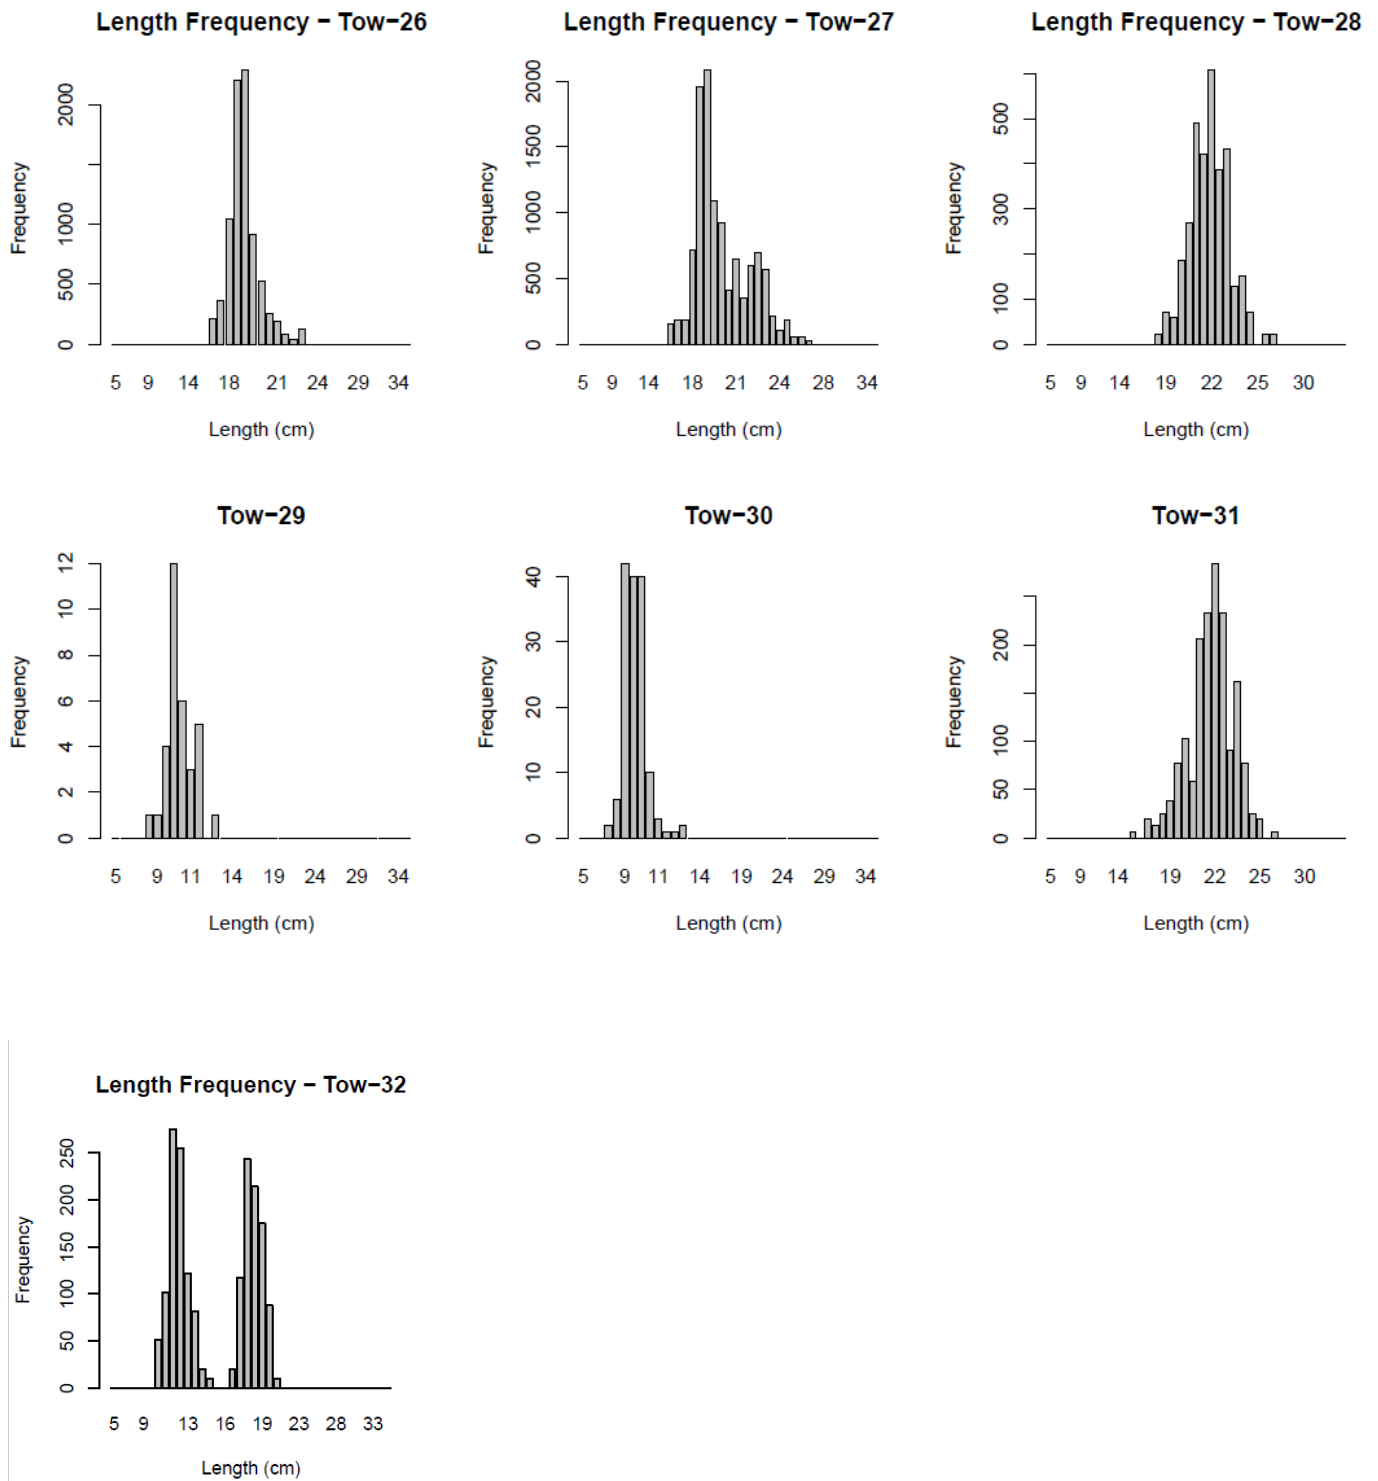 Length Frequency − Tow−26
Frequency
0 500 1000 2000
5 9 14 18 21 24 29 34
Length (cm)
Length Frequency − Tow−27
Frequency
0 500 1000 1500 2000
5 9 14 18 21 24 28 34
Length (cm)
Length Frequency − Tow−28
Frequency
0 100 300 500
5 9 14 19 22 25 30
Length (cm)
Tow−29
Frequency
0 2 4 6 8 10 12
5 9 11 14 19 24 29 34
Length (cm)
Tow−30
Frequency
0 10 20 30 40
5 9 11 14 19 24 29 34
Length (cm)
Tow−31
Frequency
0 50 100 200
5 9 14 19 22 25 30
Length (cm)
Length Frequency − Tow−32
Frequency
0 50 100 150 200 250
5 9 13 16 19 23 28 33
Length (cm)